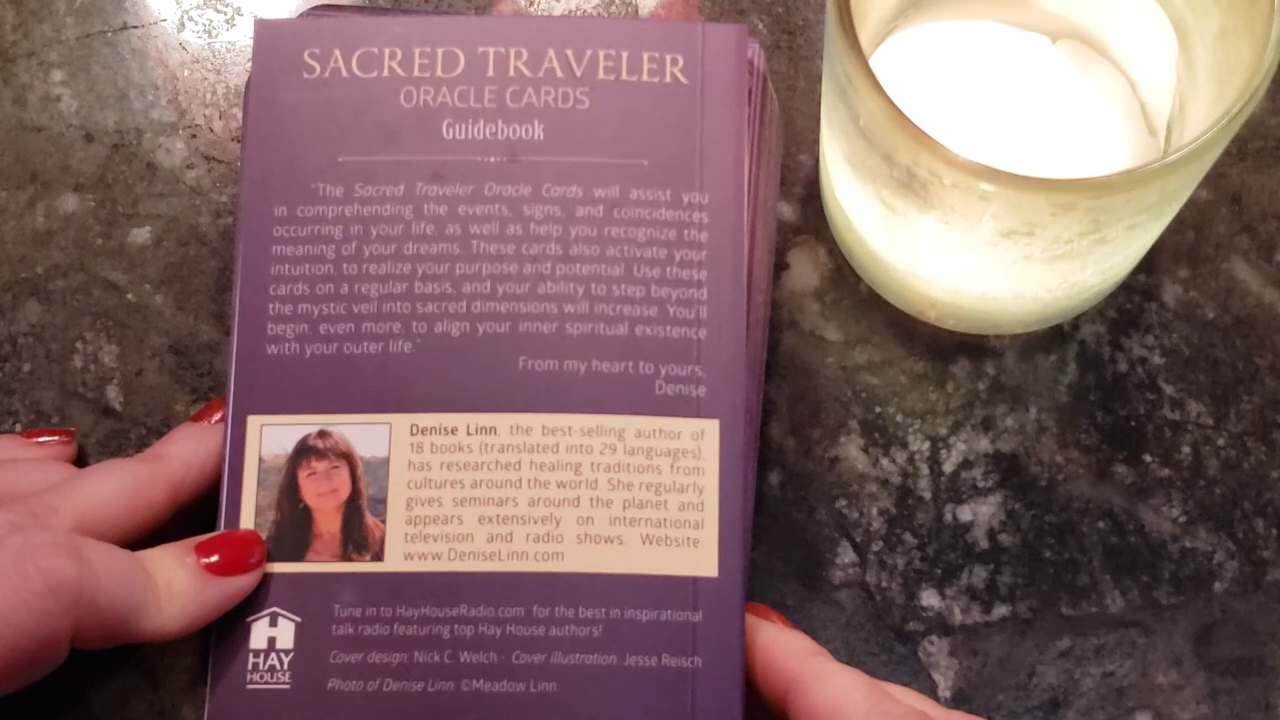 SACRED TRAVELER
ORACLE CARDS
Guidebook
"The Sacred Traveler Oracle Cards will assist you
in comprehending the events, signs, and coincidences
occurring in your life, as well as help you recognize the
meaning of your dreams. These cards also activate your
intuition, to realize your purpose and potential. Use these
cards on a regular basis, and your ability to step beyond
the mystic veil into sacred dimensions will increase. You'll
begin, even more, to align your inner spiritual existence
with your outer life."
From my heart to yours,
Denise
Denise Linn, the best-selling author of
18 books (translated into 29 languages),
has researched healing traditions from
cultures around the world. She regularly
gives seminars around the planet and
appears extensively on international
television and radio shows. Website:
www.DeniseLinn.com
Tune in to HayHouseRadio.com for the best in inspirational
talk radio featuring top Hay House authors!
Cover design: Nick C. Welch · Cover illustration: Jesse Reisch
Photo of Denise Linn: ©Meadow Linn
HAY
HOUSE